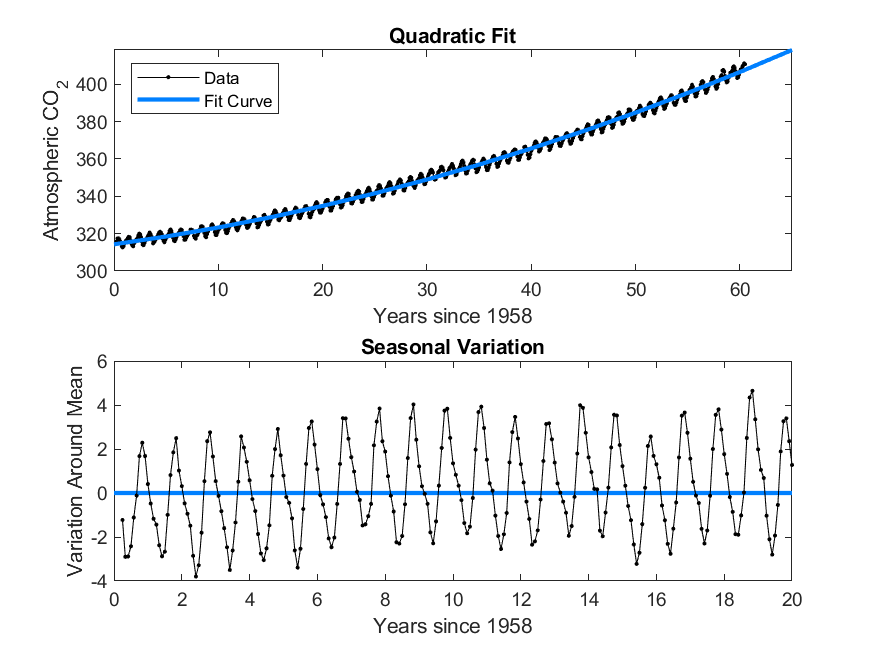 Quadratic Fit
Data
Fit Curve
Atmospheric CO₂
400
380
360
340
320
300
0 10 20 30 40 50 60
Years since 1958
Seasonal Variation
Variation Around Mean
6
4
2
0
-2
-4
0 2 4 6 8 10 12 14 16 18 20
Years since 1958